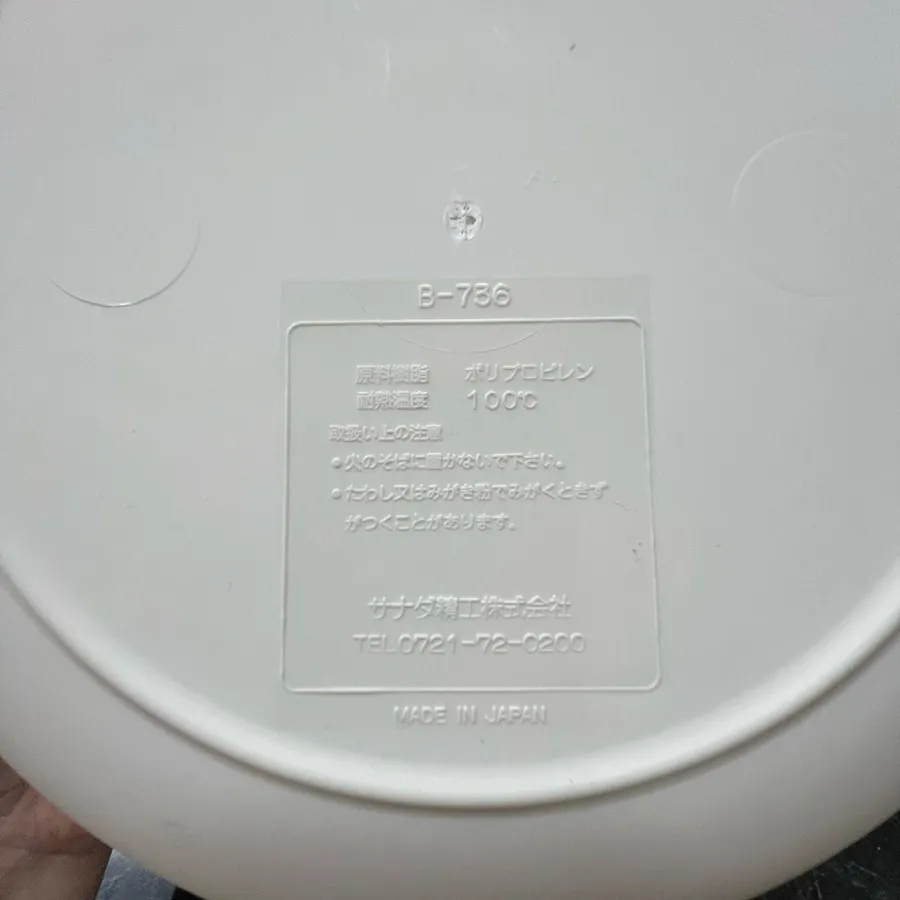 B-736
原料樹脂 ポリプロピレン
耐熱温度 100℃
取扱い上の注意
●火のそばに置かないで下さい。
●たわし又はみがき粉でみがくときず
がつくことがあります。
サナダ精工株式会社
TEL0721-72-0200
MADE IN JAPAN